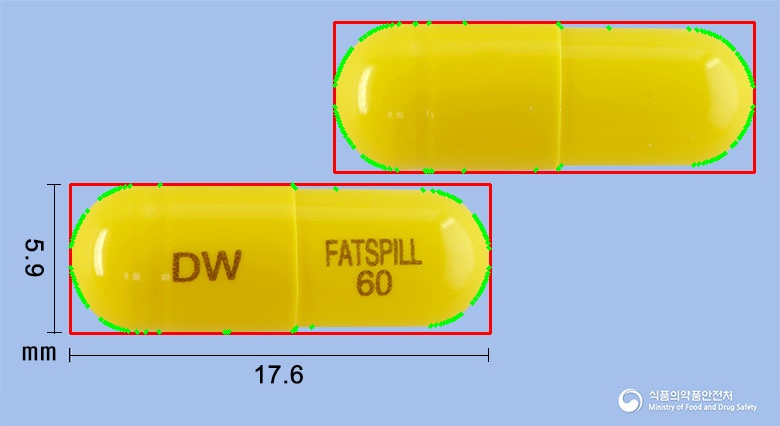 DW
FATSPILL
60
5.9
mm
17.6
식품의약품안전처
Ministry of Food and Drug Safety